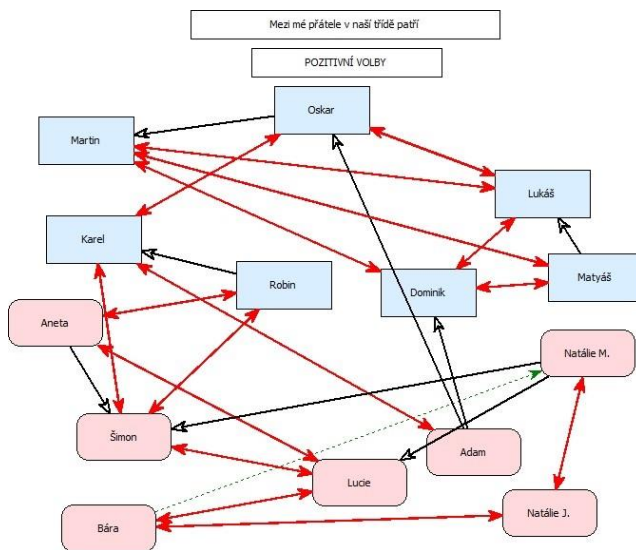 Mezi mé přátele v naší třídě patří
POZITIVNÍ VOLBY
Oskar
Martin
Lukáš
Karel
Robin
Dominik
Matyáš
Aneta
Natálie M.
Šimon
Adam
Lucie
Natálie J.
Bára